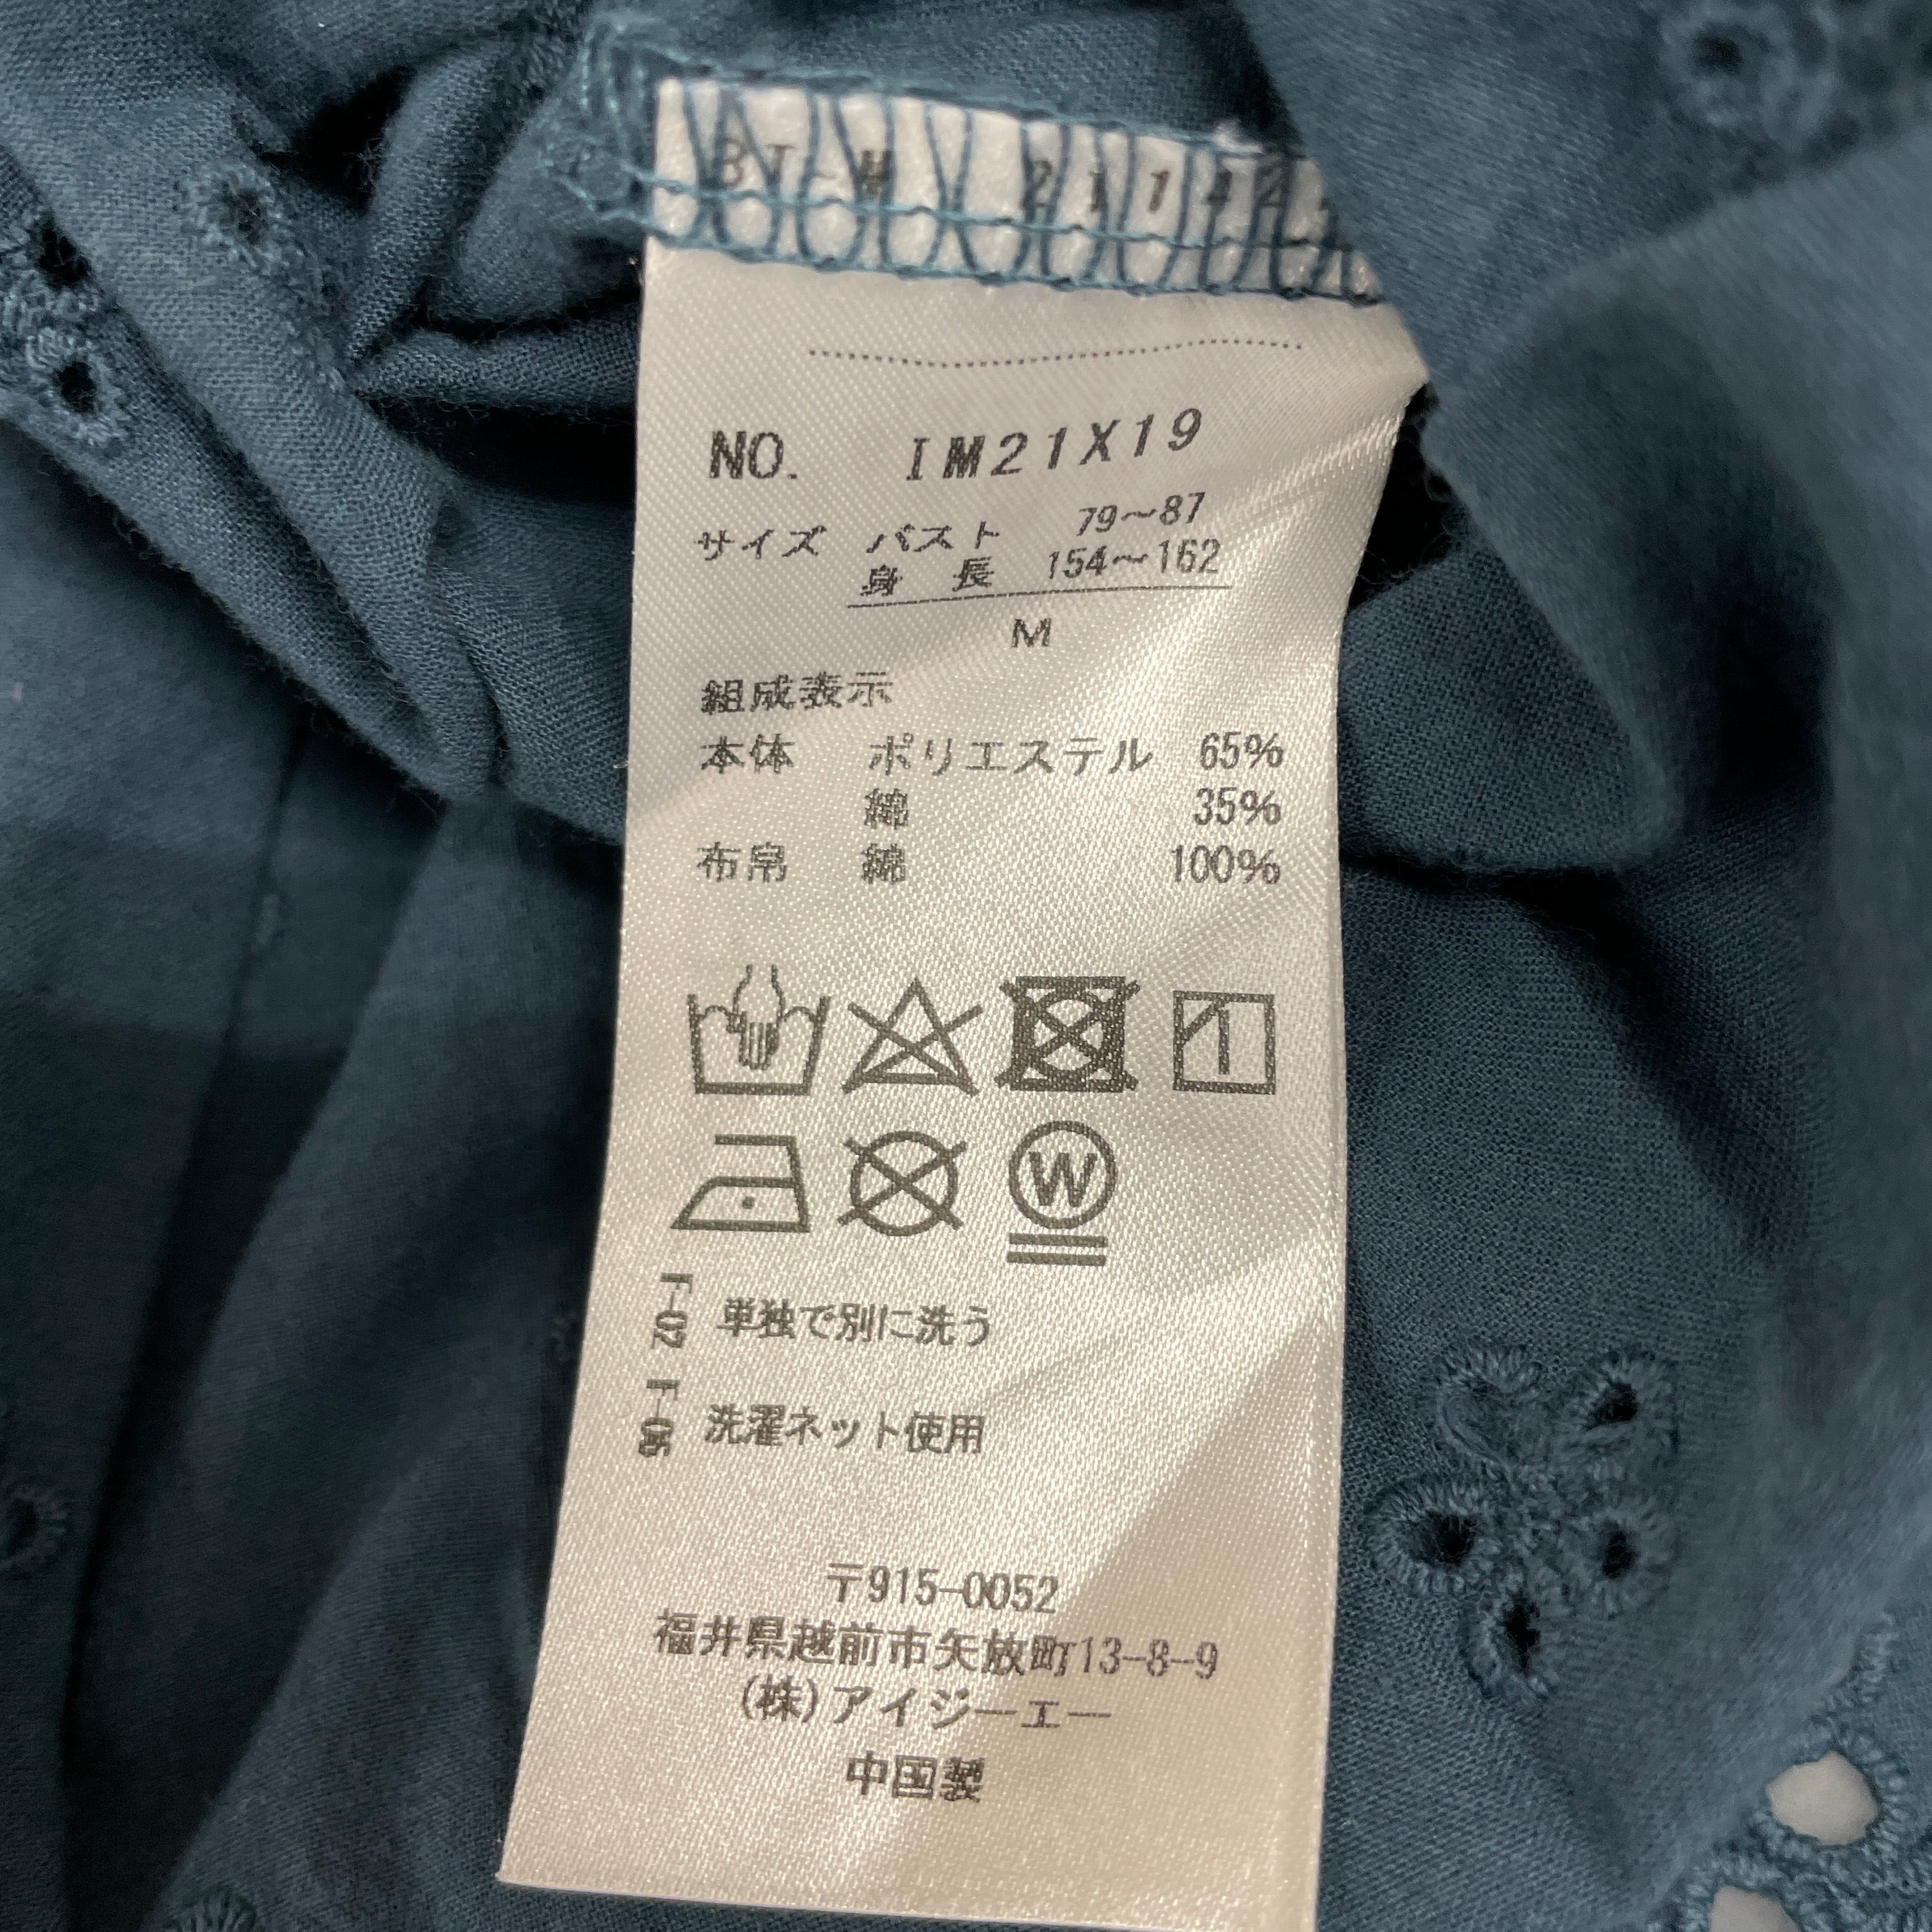 NO. IM21X19
サイズ バスト 79～87
身長 154～162
M
組成表示
本体 ポリエステル 65%
綿 35%
布帛 綿 100%
W
F-02 単独で別に洗う
F-06 洗濯ネット使用
〒915-0052
福井県越前市矢放町13-8-9
(株)アイジーエー
中国製